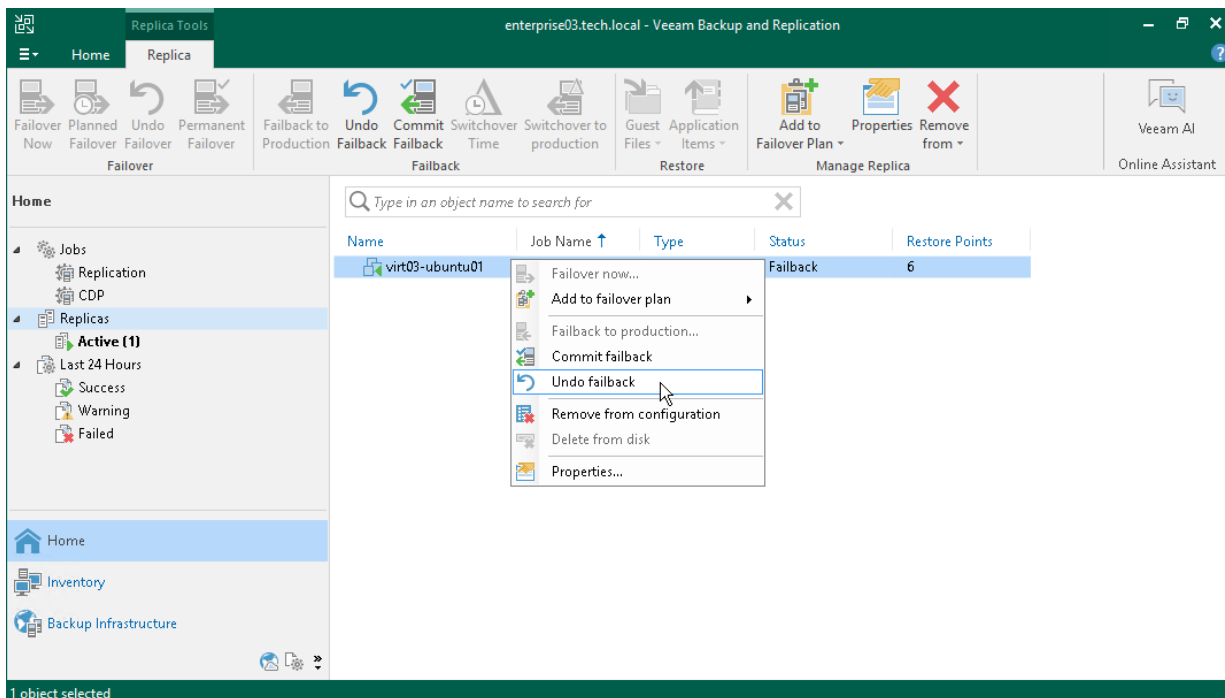 Replica Tools
enterprise03.tech.local - Veeam Backup and Replication
Home Replica
Failover Now
Planned Failover
Undo Failover
Permanent Failover
Failover
Failback to Production
Undo Failback
Commit Failback
Switchover Time
Switchover to production
Failback
Guest Files
Application Items
Restore
Add to Failover Plan
Properties
Remove from
Manage Replica
Veeam AI
Online Assistant
Home
Jobs
Replication
CDP
Replicas
Active (1)
Last 24 Hours
Success
Warning
Failed
Home
Inventory
Backup Infrastructure
Type in an object name to search for
Name Job Name Type Status Restore Points
virt03-ubuntu01 Failback 6
Failover now...
Add to failover plan
Failback to production...
Commit failback
Undo failback
Remove from configuration
Delete from disk
Properties...
1 object selected